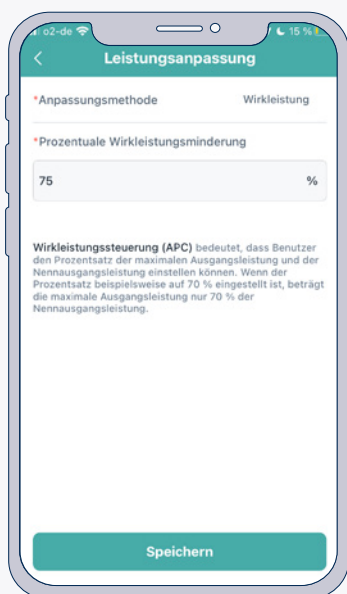 o2-de 15 %
Leistungsanpassung
*Anpassungsmethode Wirkleistung
*Prozentuale Wirkleistungsminderung
75 %
Wirkleistungssteuerung (APC) bedeutet, dass Benutzer
den Prozentsatz der maximalen Ausgangsleistung und der
Nennausgangsleistung einstellen können. Wenn der
Prozentsatz beispielsweise auf 70 % eingestellt ist, beträgt
die maximale Ausgangsleistung nur 70 % der
Nennausgangsleistung.
Speichern